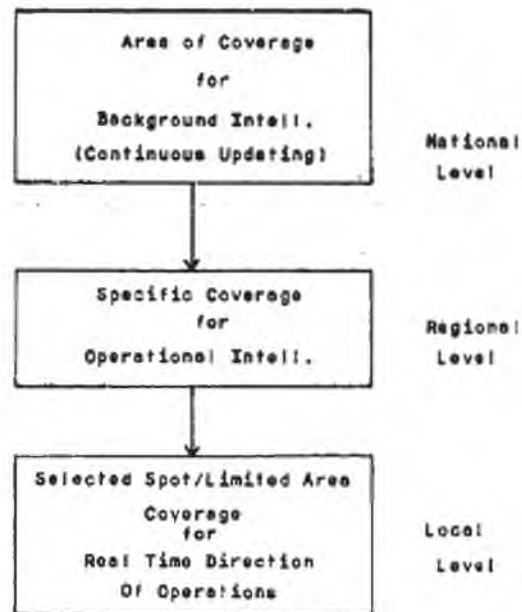 Area of Coverage
for
Background Intell.
(Continuous Updating)
National
Level
Specific Coverage
for
Operational Intell.
Regional
Level
Selected Spot/Limited Area
Coverage
for
Real Time Direction
Of Operations
Local
Level